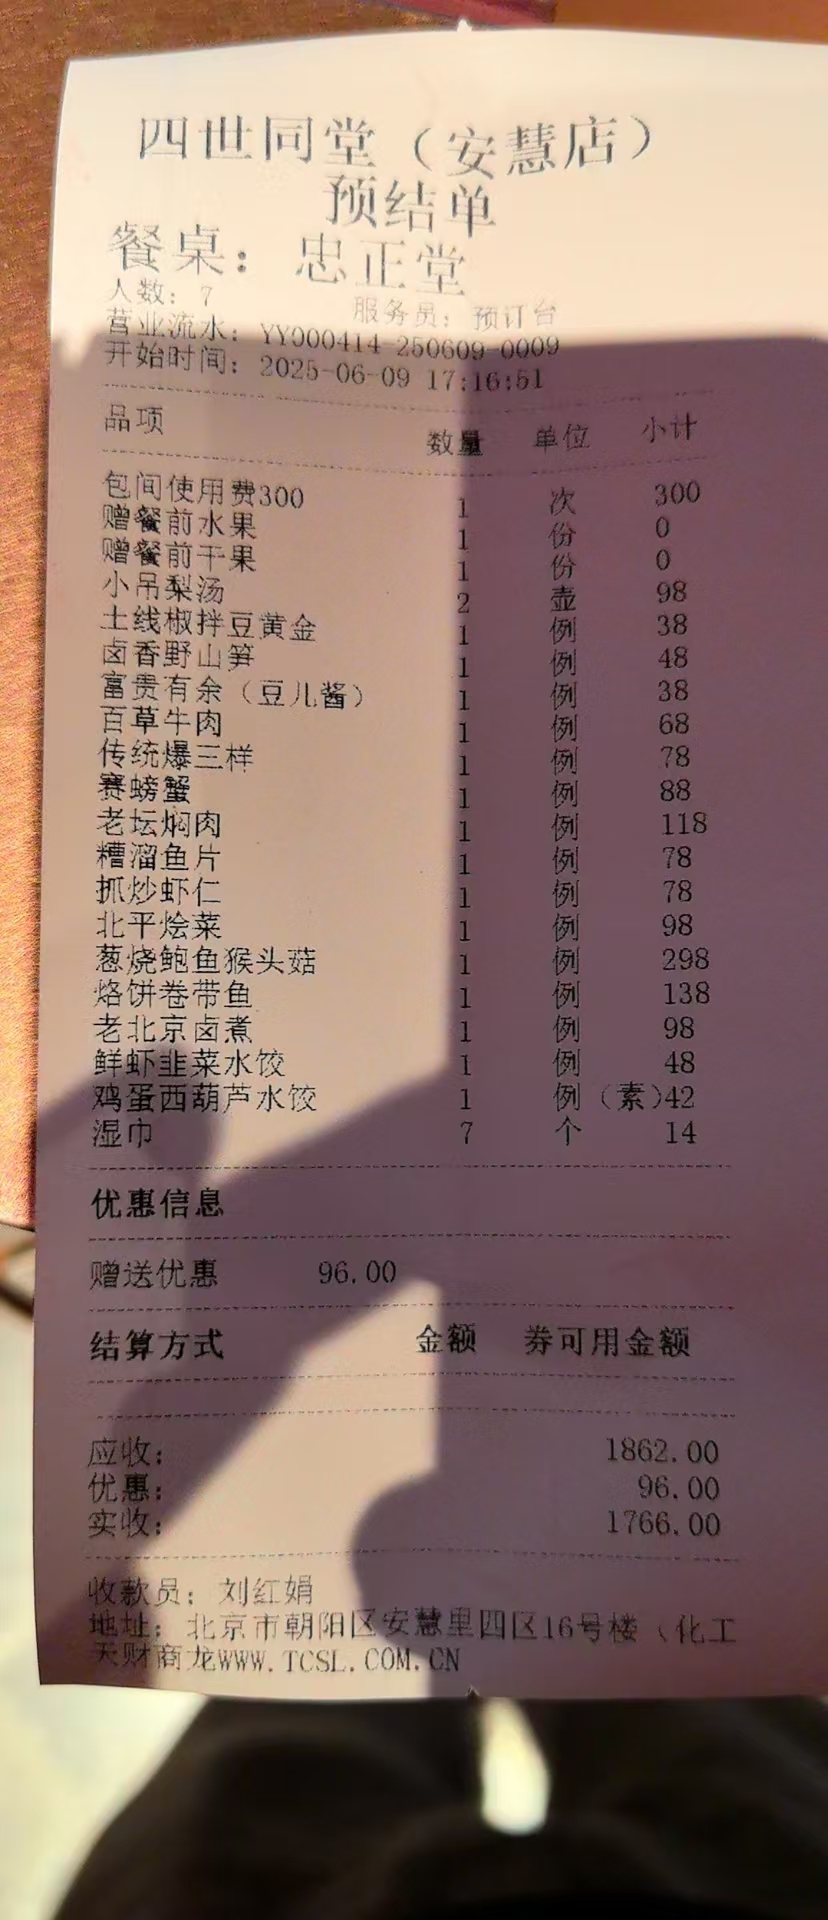 四世同堂（安慧店）
预结单
餐桌：忠正堂
人数：7 服务员：预订台
营业流水：YY000414-250609-0009
开始时间：2025-06-09 17:16:51
品项 数量 单位 小计
包间使用费300 1 次 300
赠餐前水果 1 份 0
赠餐前干果 1 份 0
小吊梨汤 2 壶 98
土线椒拌豆黄金 1 例 38
卤香野山笋 1 例 48
富贵有余（豆儿酱） 1 例 38
百草牛肉 1 例 68
传统爆三样 1 例 78
赛螃蟹 1 例 88
老坛焖肉 1 例 118
糟溜鱼片 1 例 78
抓炒虾仁 1 例 78
北平烩菜 1 例 98
葱烧鲍鱼猴头菇 1 例 298
烙饼卷带鱼 1 例 138
老北京卤煮 1 例 98
鲜虾韭菜水饺 1 例 48
鸡蛋西葫芦水饺 1 例（素)42
湿巾 7 个 14
优惠信息
赠送优惠 96.00
结算方式 金额 券可用金额
应收： 1862.00
优惠： 96.00
实收： 1766.00
收款员：刘红娟
地址：北京市朝阳区安慧里四区16号楼（化工
天财商龙WWW.TCSL.COM.CN